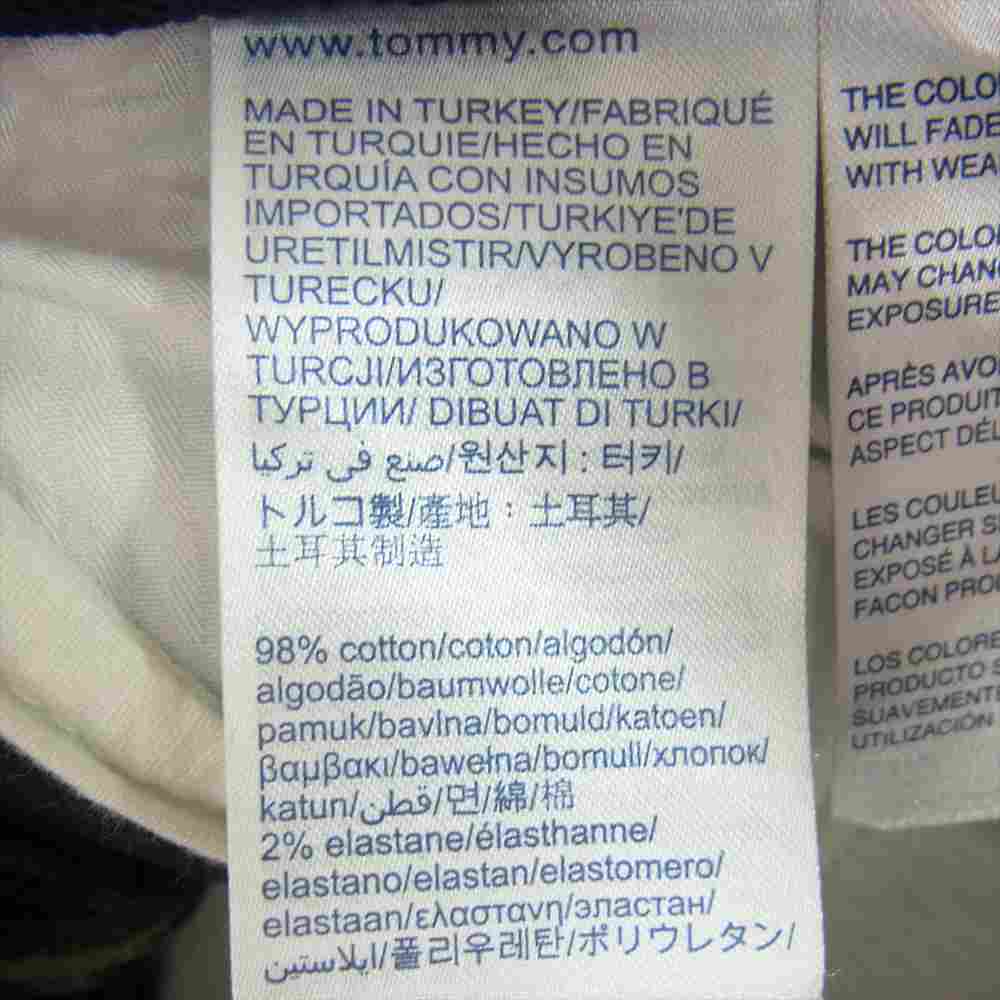 www.tommy.com
MADE IN TURKEY/FABRIQUÉ
EN TURQUIE/HECHO EN
TURQUÍA CON INSUMOS
IMPORTADOS/TURKIYE'DE
URETILMISTIR/VYROBENO V
TURECKU/
WYPRODUKOWANO W
TURCJI/ИЗГОТОВЛЕНО В
ТУРЦИИ/ DIBUAT DI TURKI/
صنع في تركيا/원산지 : 터키/
トルコ製/產地：土耳其/
土耳其制造
98% cotton/coton/algodón/
algodão/baumwolle/cotone/
pamuk/bavlna/bomuld/katoen/
βαμβακι/bawełna/bomull/хлопок/
katun/قطن/면/綿/棉
2% elastane/élasthanne/
elastano/elastan/elastomero/
elastaan/ελαστανη/эластан/
ايلاستين/폴리우레탄/ポリウレタン/
THE COLO
WILL FADE
WITH WEA
THE COLO
MAY CHAN
EXPOSURE
APRÈS AVO
CE PRODUIT
ASPECT DÉL
LES COULEU
CHANGER S
EXPOSÉ À LA
FACON PRO
LOS COLORE
PRODUCTO S
SUAVEMENT
UTILIZACIÓN